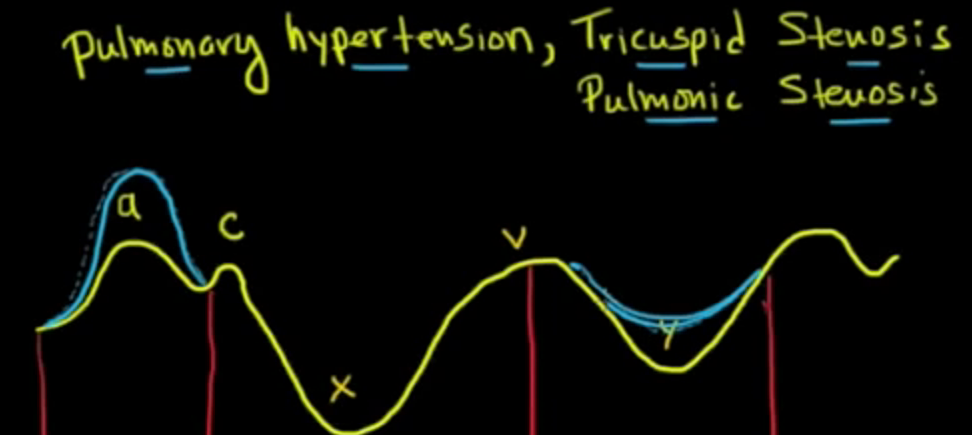 Pulmonary hypertension, Tricuspid Stenosis
Pulmonic Stenosis
a
C
V
X
Y